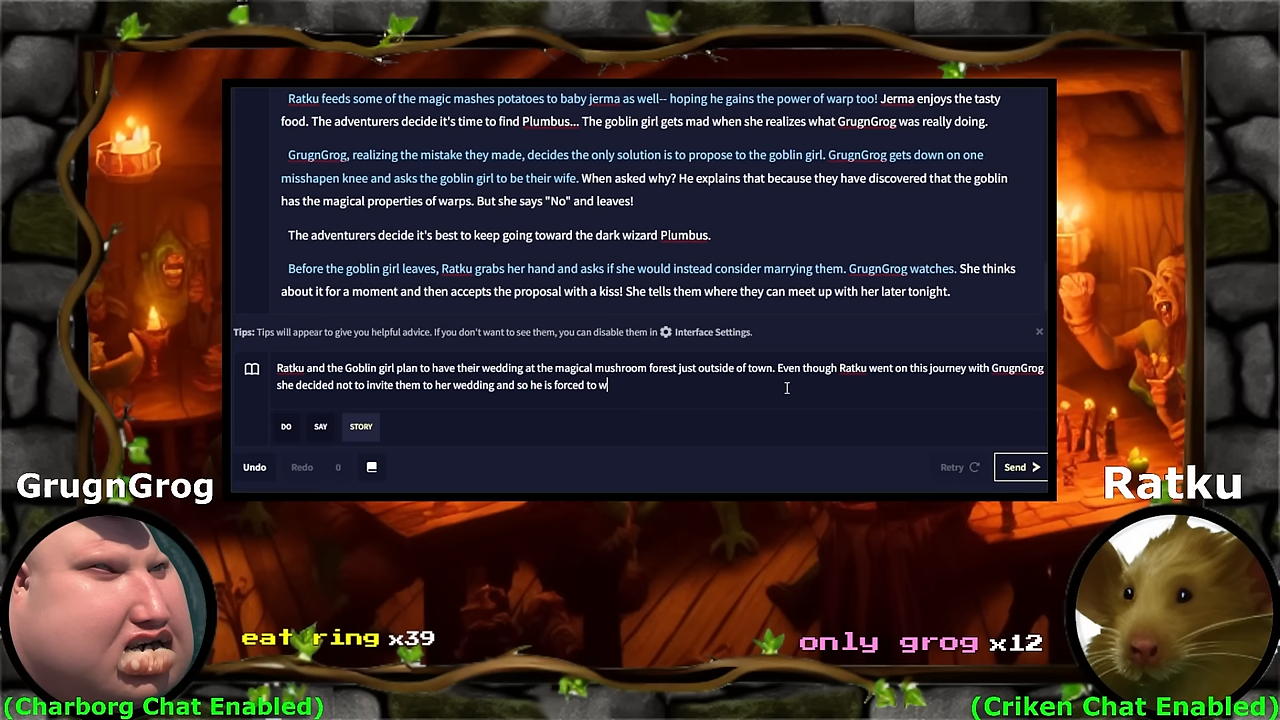 Ratku feeds some of the magic mashes potatoes to baby jerma as well-- hoping he gains the power of warp too! Jerma enjoys the tasty
food. The adventurers decide it's time to find Plumbus... The goblin girl gets mad when she realizes what GrugnGrog was really doing.
GrugnGrog, realizing the mistake they made, decides the only solution is to propose to the goblin girl. GrugnGrog gets down on one
misshapen knee and asks the goblin girl to be their wife. When asked why? He explains that because they have discovered that the goblin
has the magical properties of warps. But she says "No" and leaves!
The adventurers decide it's best to keep going toward the dark wizard Plumbus.
Before the goblin girl leaves, Ratku grabs her hand and asks if she would instead consider marrying them. GrugnGrog watches. She thinks
about it for a moment and then accepts the proposal with a kiss! She tells them where they can meet up with her later tonight.
Tips: Tips will appear to give you helpful advice. If you don't want to see them, you can disable them in Interface Settings.
Ratku and the Goblin girl plan to have their wedding at the magical mushroom forest just outside of town. Even though Ratku went on this journey with GrugnGrog
she decided not to invite them to her wedding and so he is forced to w
DO SAY STORY
Undo Redo 0 Retry Send
GrugnGrog
Ratku
eat ring x39
only grog x12
(Charborg Chat Enabled)
(Criken Chat Enabled)